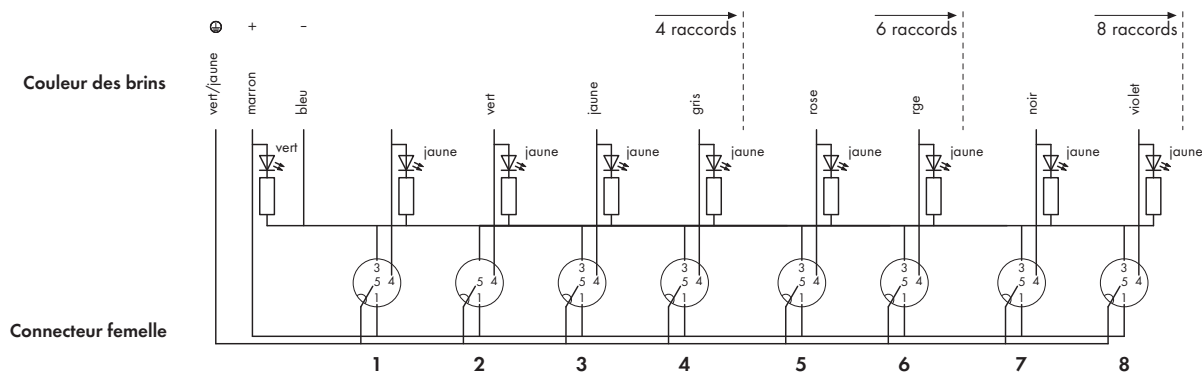 + –
4 raccords 6 raccords 8 raccords
Couleur des brins
vert/jaune marron bleu vert jaune gris rose rge noir violet
vert jaune jaune jaune jaune jaune jaune jaune jaune
3 3 3 3 3 3 3
5 4 5 4 5 4 5 4 5 4 5 4 5 4 5 4
1 1 1 1 1 1 1 1
Connecteur femelle
1 2 3 4 5 6 7 8